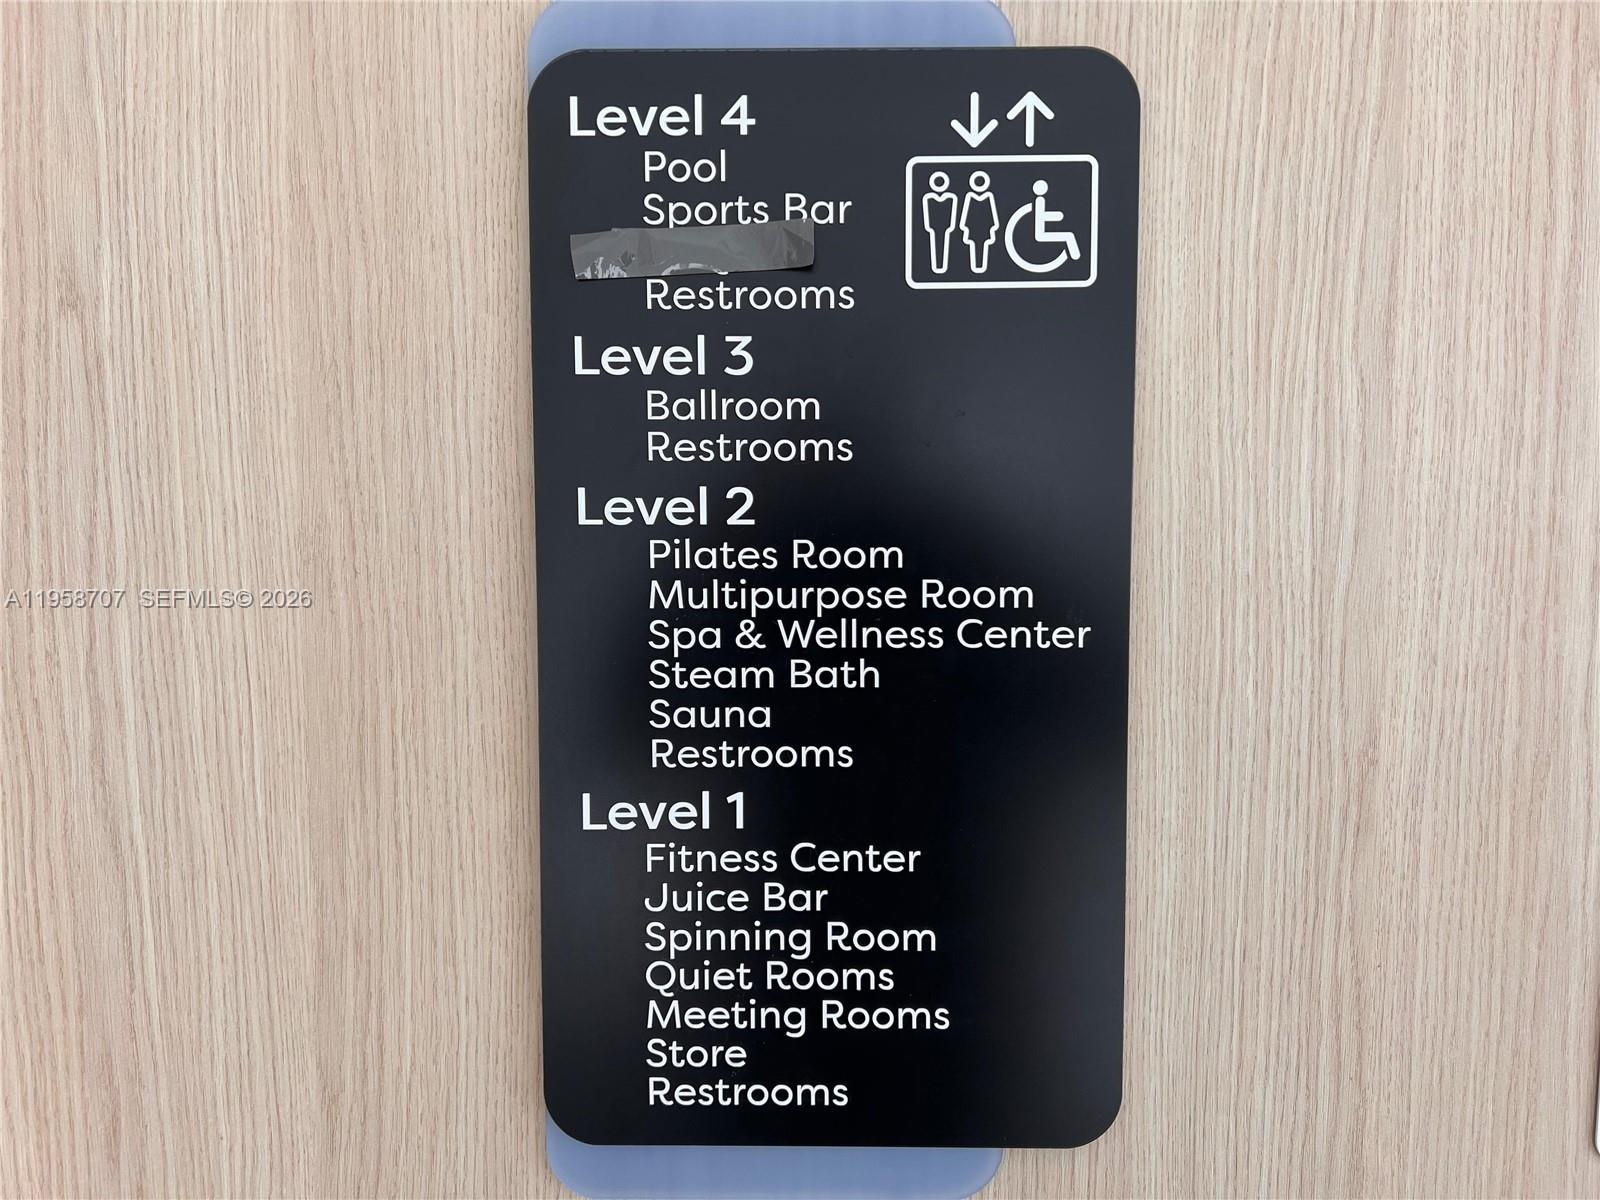 Level 4
Pool
Sports Bar
Restrooms
Level 3
Ballroom
Restrooms
Level 2
Pilates Room
Multipurpose Room
Spa & Wellness Center
Steam Bath
Sauna
Restrooms
Level 1
Fitness Center
Juice Bar
Spinning Room
Quiet Rooms
Meeting Rooms
Store
Restrooms
A11958707 SEFMLS© 2026